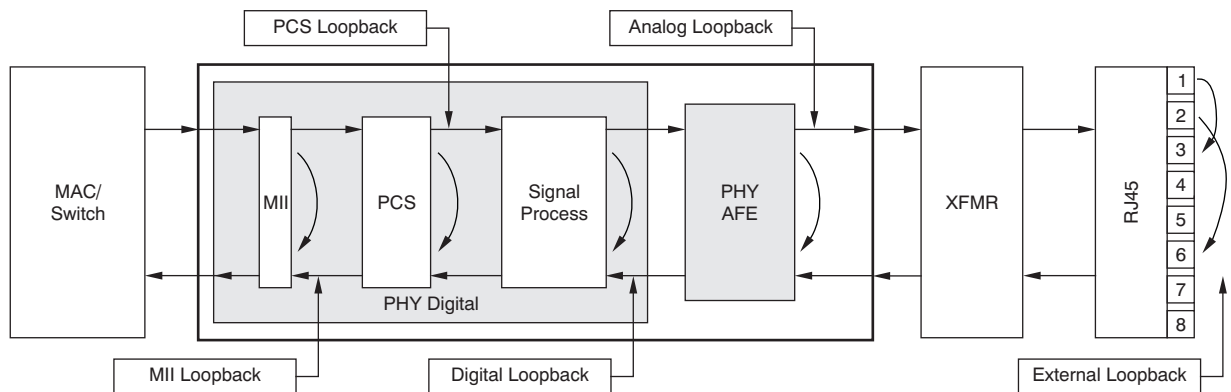 PCS Loopback
Analog Loopback
MAC/
Switch
MII
PCS
Signal
Process
PHY
AFE
XFMR
RJ45
1
2
3
4
5
6
7
8
PHY Digital
MII Loopback
Digital Loopback
External Loopback